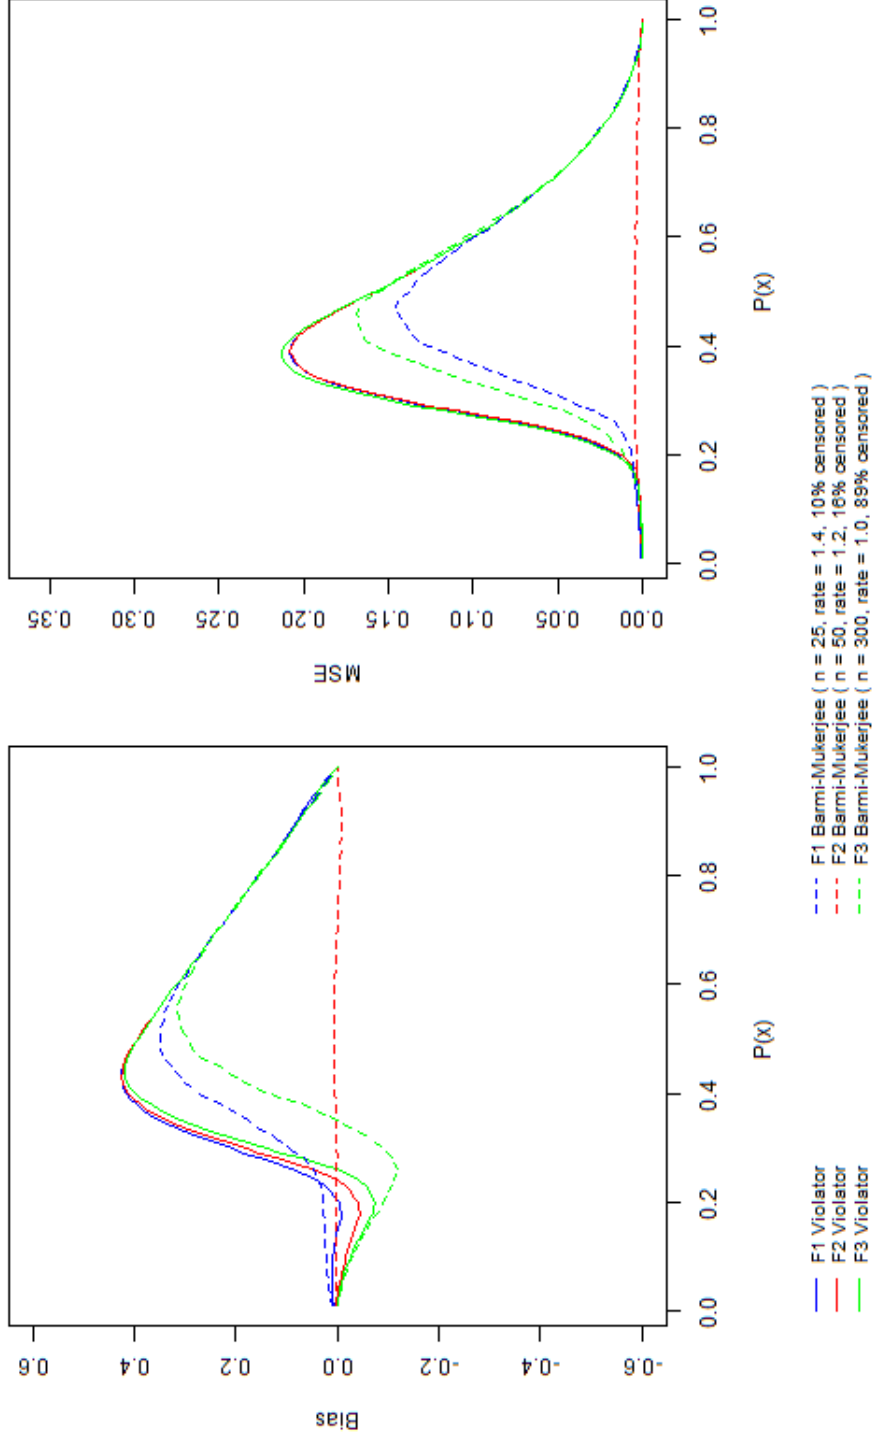 0.6
0.4
0.2
0.0
-0.2
-0.4
-0.6
Bias
0.0
0.2
0.4
0.6
0.8
1.0
P(x)
0.35
0.30
0.25
0.20
0.15
0.10
0.05
0.00
MSE
0.0
0.2
0.4
0.6
0.8
1.0
P(x)
F1 Violator
F2 Violator
F3 Violator
F1 Barmi-Mukerjee ( n = 25, rate = 1.4, 10% censored )
F2 Barmi-Mukerjee ( n = 50, rate = 1.2, 16% censored )
F3 Barmi-Mukerjee ( n = 300, rate = 1.0, 89% censored )